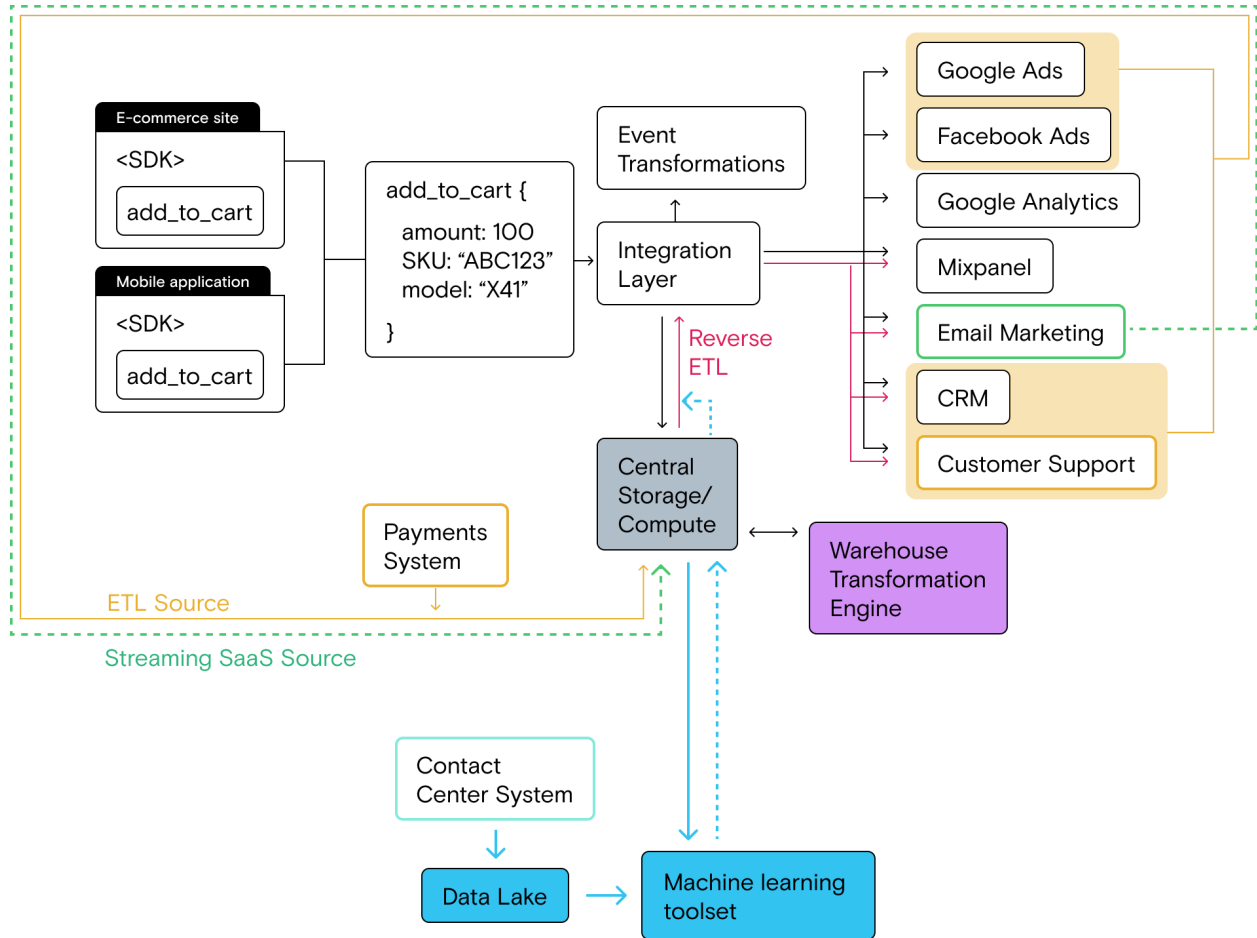 E-commerce site
<SDK>
add_to_cart
Mobile application
<SDK>
add_to_cart
add_to_cart {
amount: 100
SKU: “ABC123”
model: “X41”
}
Event
Transformations
Integration
Layer
Reverse
ETL
Google Ads
Facebook Ads
Google Analytics
Mixpanel
Email Marketing
CRM
Customer Support
Central
Storage/
Compute
Payments
System
Warehouse
Transformation
Engine
ETL Source
Streaming SaaS Source
Contact
Center System
Data Lake
Machine learning
toolset